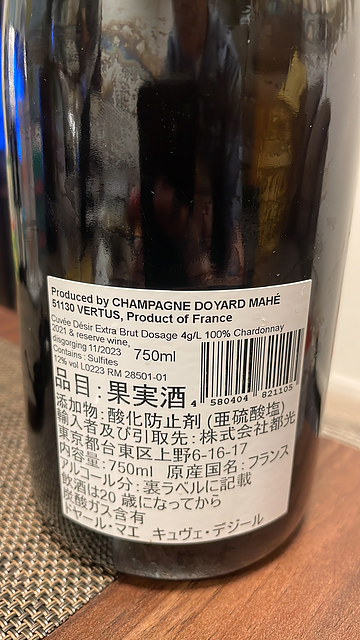 Produced by CHAMPAGNE DOYARD MAHÉ
51130 VERTUS, Product of France
Cuvée Désir Extra Brut Dosage 4g/L 100% Chardonnay
2021 & reserve wine,
disgorging 11/2023 750ml
Contains : Sulfites
12% vol L0223 RM 28501-01
品目:果実酒
4 580404 821105
添加物:酸化防止剤 (亜硫酸塩)
輸入者及び引取先:株式会社都光
東京都台東区上野6-16-17
内容量:750ml 原産国名:フランス
アルコール分:裏ラベルに記載
飲酒は20 歳になってから
炭酸ガス含有
ドヤール・マエ キュヴェ・デジール